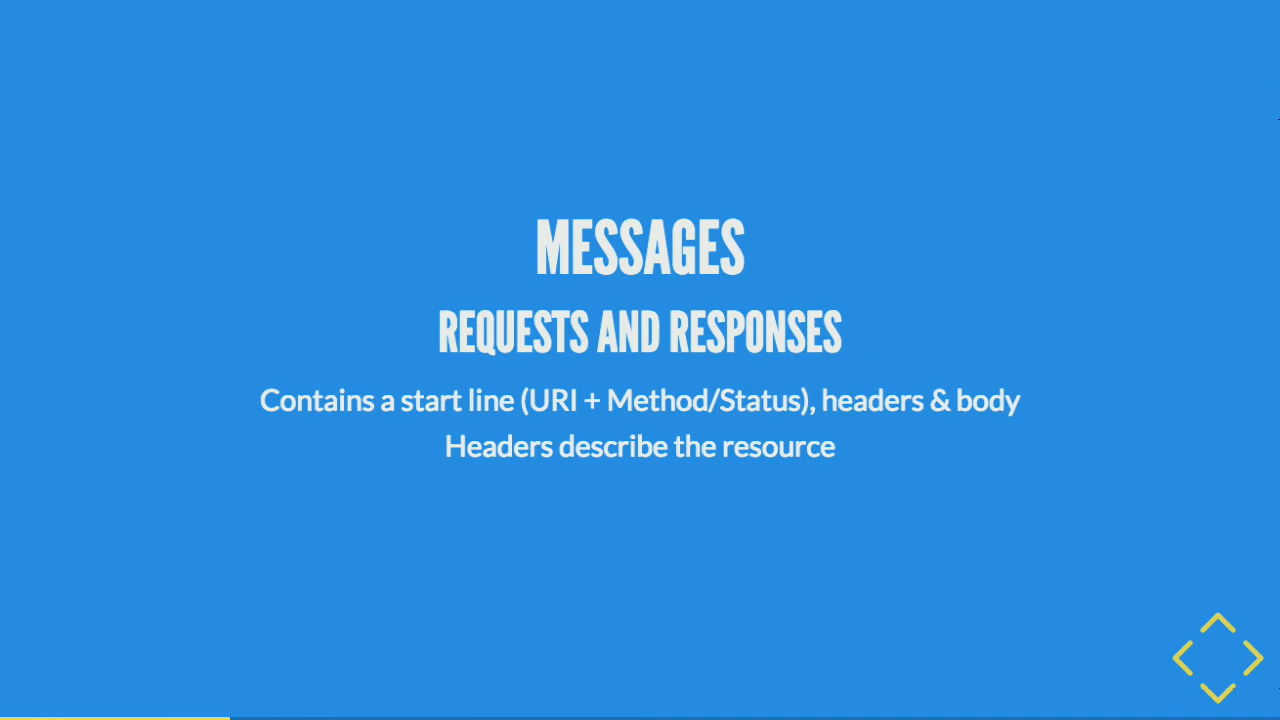 MESSAGES
REQUESTS AND RESPONSES
Contains a start line (URI + Method/Status), headers & body
Headers describe the resource